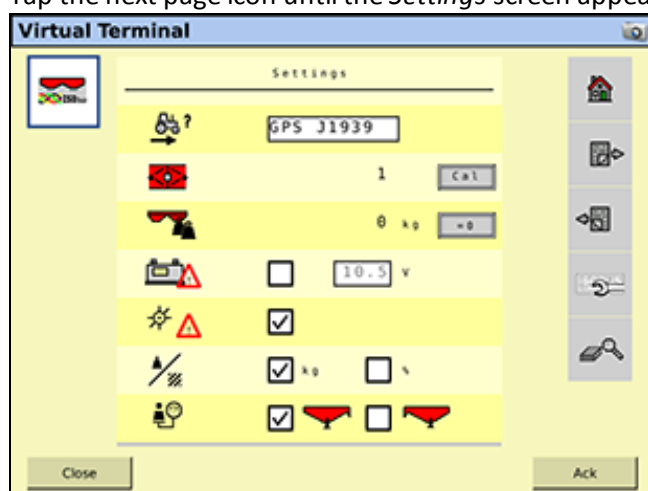 Tap the next page icon until the Settings screen appea
Virtual Terminal
Settings
?
GPS J1939
1 Cal
0 kg =0
10.5 V
kg %
Close Ack